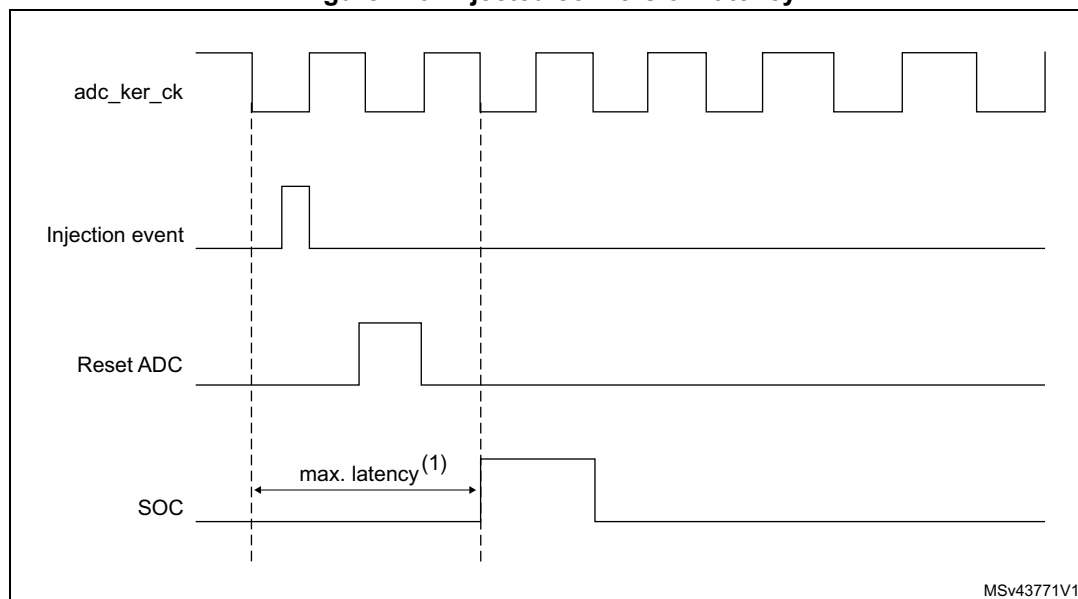 adc_ker_ck
Injection event
Reset ADC
max. latency(1)
SOC
MSv43771V1